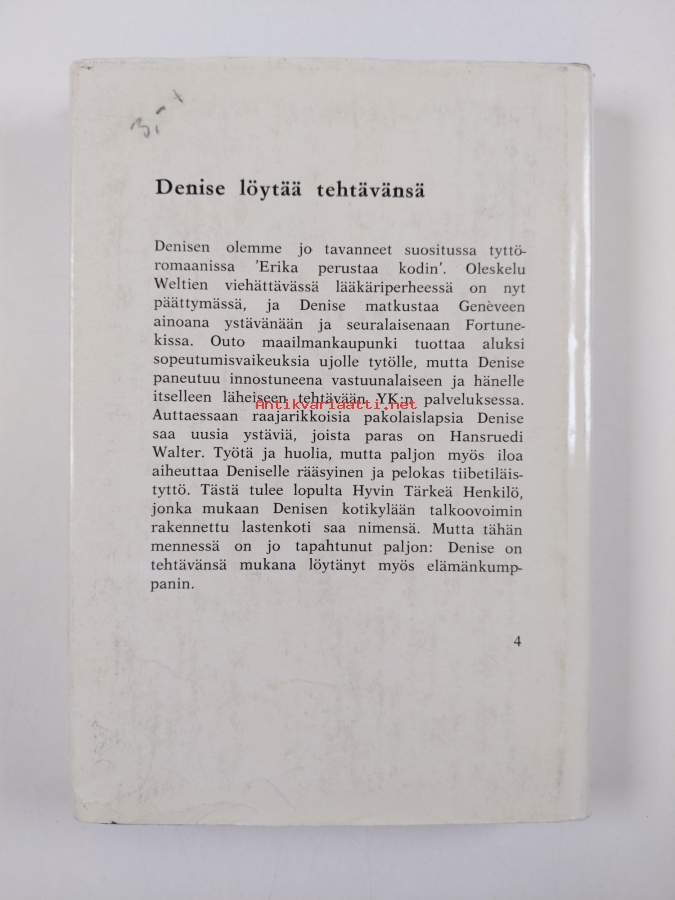 3,-
Denise löytää tehtävänsä
Denisen olemme jo tavanneet suositussa tyttö-
romaanissa 'Erika perustaa kodin'. Oleskelu
Weltien viehättävässä lääkäriperheessä on nyt
päättymässä, ja Denise matkustaa Genèveen
ainoana ystävänään ja seuralaisenaan Fortune-
kissa. Outo maailmankaupunki tuottaa aluksi
sopeutumisvaikeuksia ujolle tytölle, mutta Denise
paneutuu innostuneena vastuunalaiseen ja hänelle
itselleen läheiseen tehtävään YK:n palveluksessa.
Antikvariaatti.net
Auttaessaan raajarikkoisia pakolaislapsia Denise
saa uusia ystäviä, joista paras on Hansruedi
Walter. Työtä ja huolia, mutta paljon myös iloa
aiheuttaa Deniselle rääsyinen ja pelokas tiibetiläis-
tyttö. Tästä tulee lopulta Hyvin Tärkeä Henkilö,
jonka mukaan Denisen kotikylään talkoovoimin
rakennettu lastenkoti saa nimensä. Mutta tähän
mennessä on jo tapahtunut paljon: Denise on
tehtävänsä mukana löytänyt myös elämänkump-
panin.
4